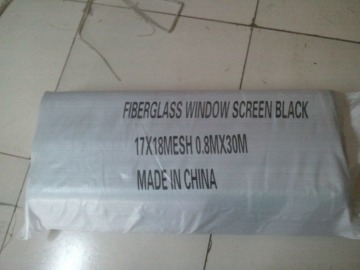 FIBERGLASS WINDOW SCREEN BLACK
17X18MESH 0.8MX30M
MADE IN CHINA